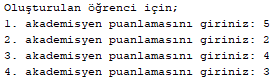 Oluşturulan öğrenci için;
1. akademisyen puanlamasını giriniz: 5
2. akademisyen puanlamasını giriniz: 2
3. akademisyen puanlamasını giriniz: 4
4. akademisyen puanlamasını giriniz: 4